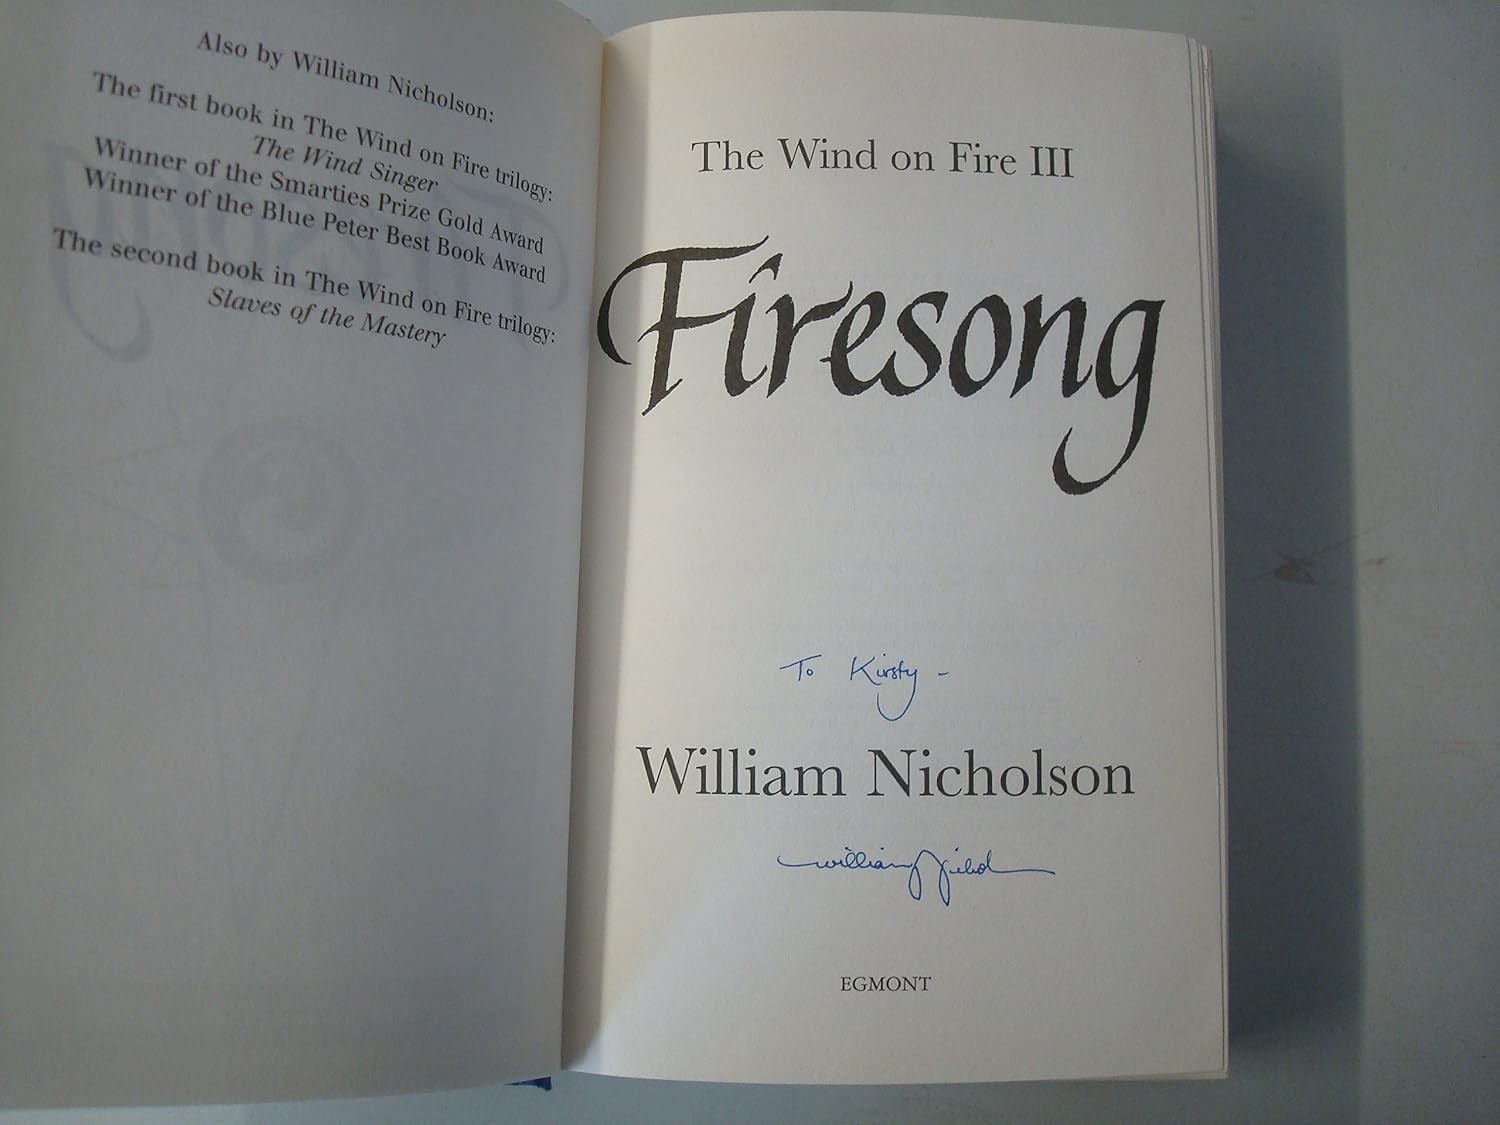 Also by William Nicholson:
The first book in The Wind on Fire trilogy:
The Wind Singer
Winner of the Smarties Prize Gold Award
Winner of the Blue Peter Best Book Award
The second book in The Wind on Fire trilogy:
Slaves of the Mastery
The Wind on Fire III
Firesong
To Kirsty -
William Nicholson
William
EGMONT